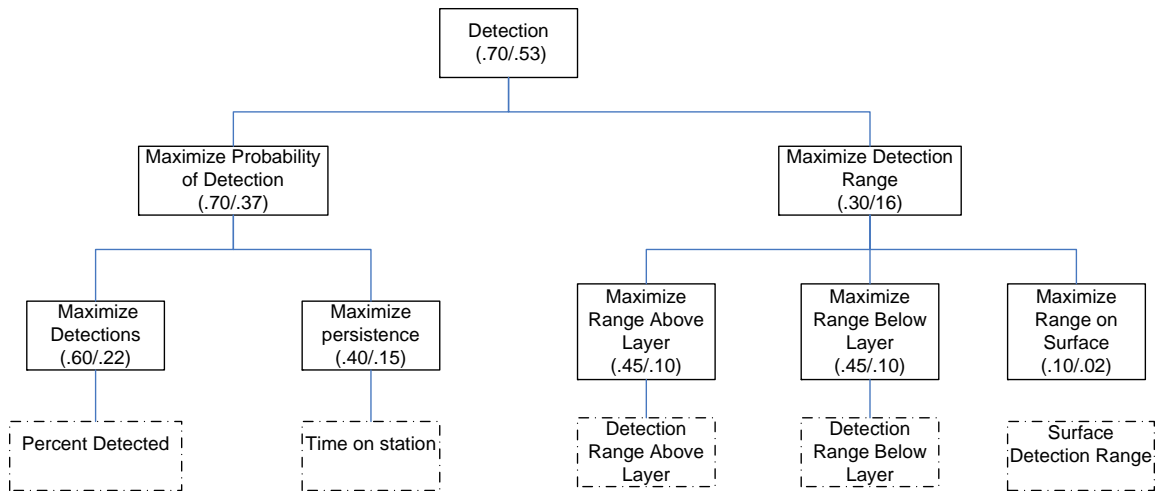 Detection
(.70/.53)
Maximize Probability
of Detection
(.70/.37)
Maximize Detection
Range
(.30/16)
Maximize
Detections
(.60/.22)
Maximize
persistence
(.40/.15)
Maximize
Range Above
Layer
(.45/.10)
Maximize
Range Below
Layer
(.45/.10)
Maximize
Range on
Surface
(.10/.02)
Percent Detected
Time on station
Detection
Range Above
Layer
Detection
Range Below
Layer
Surface
Detection Range